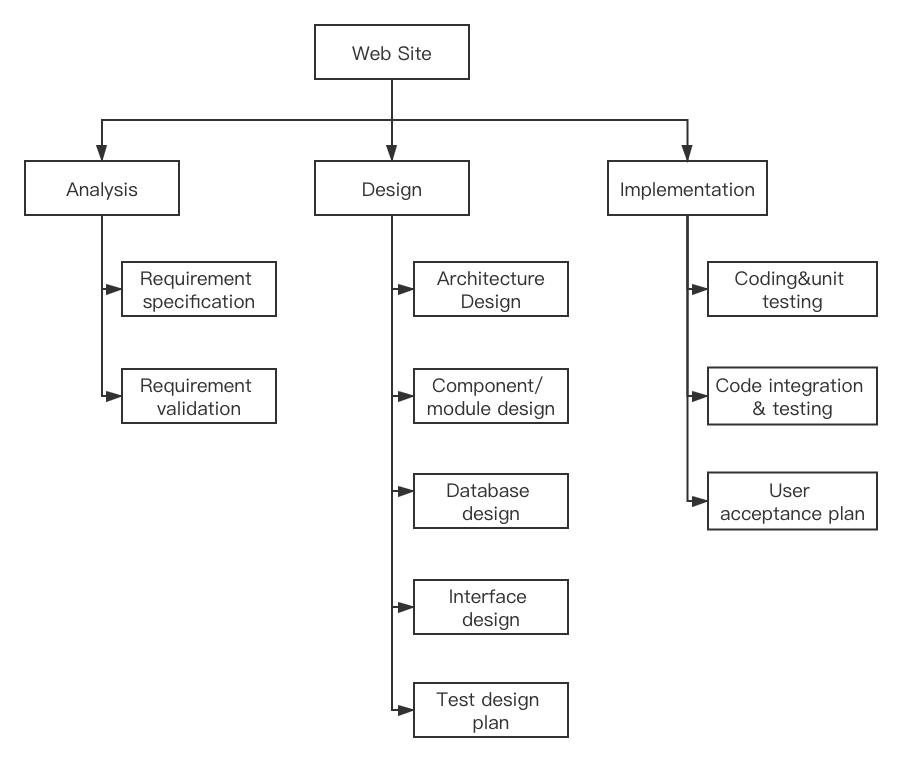 Web Site
Analysis
Design
Implementation
Requirement
specification
Requirement
validation
Architecture
Design
Component/
module design
Database
design
Interface
design
Test design
plan
Coding&unit
testing
Code integration
& testing
User
acceptance plan